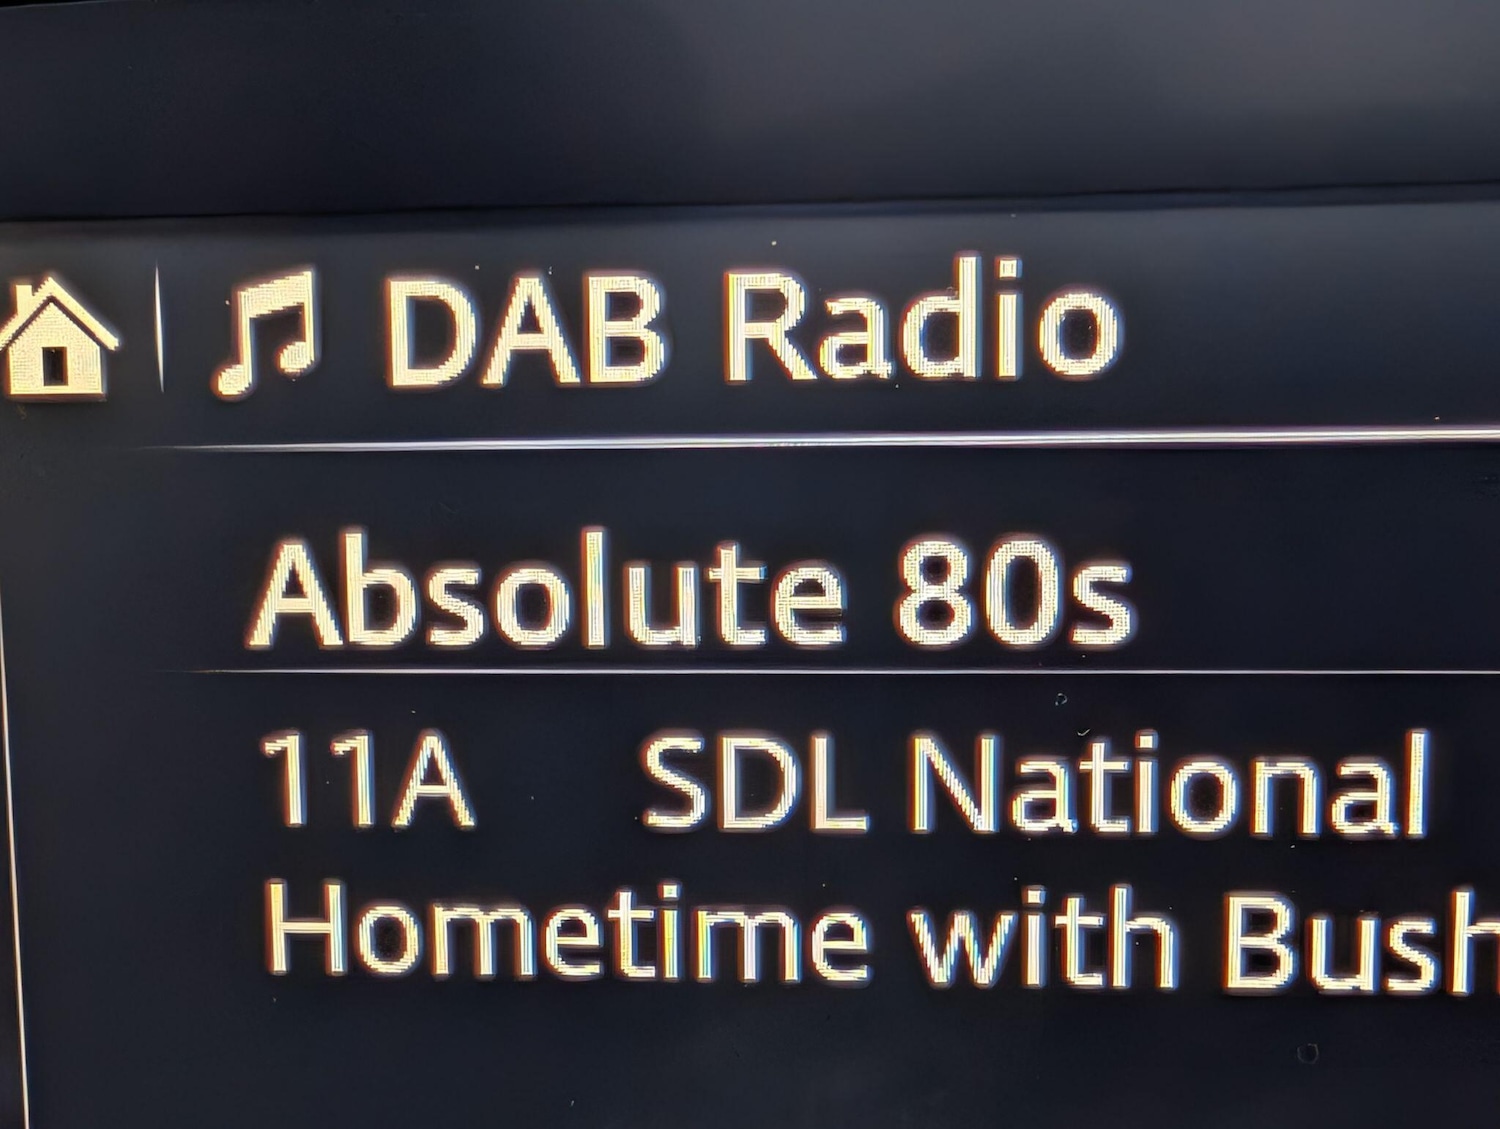 DAB Radio
Absolute 80s
11A SDL National
Hometime with Bush